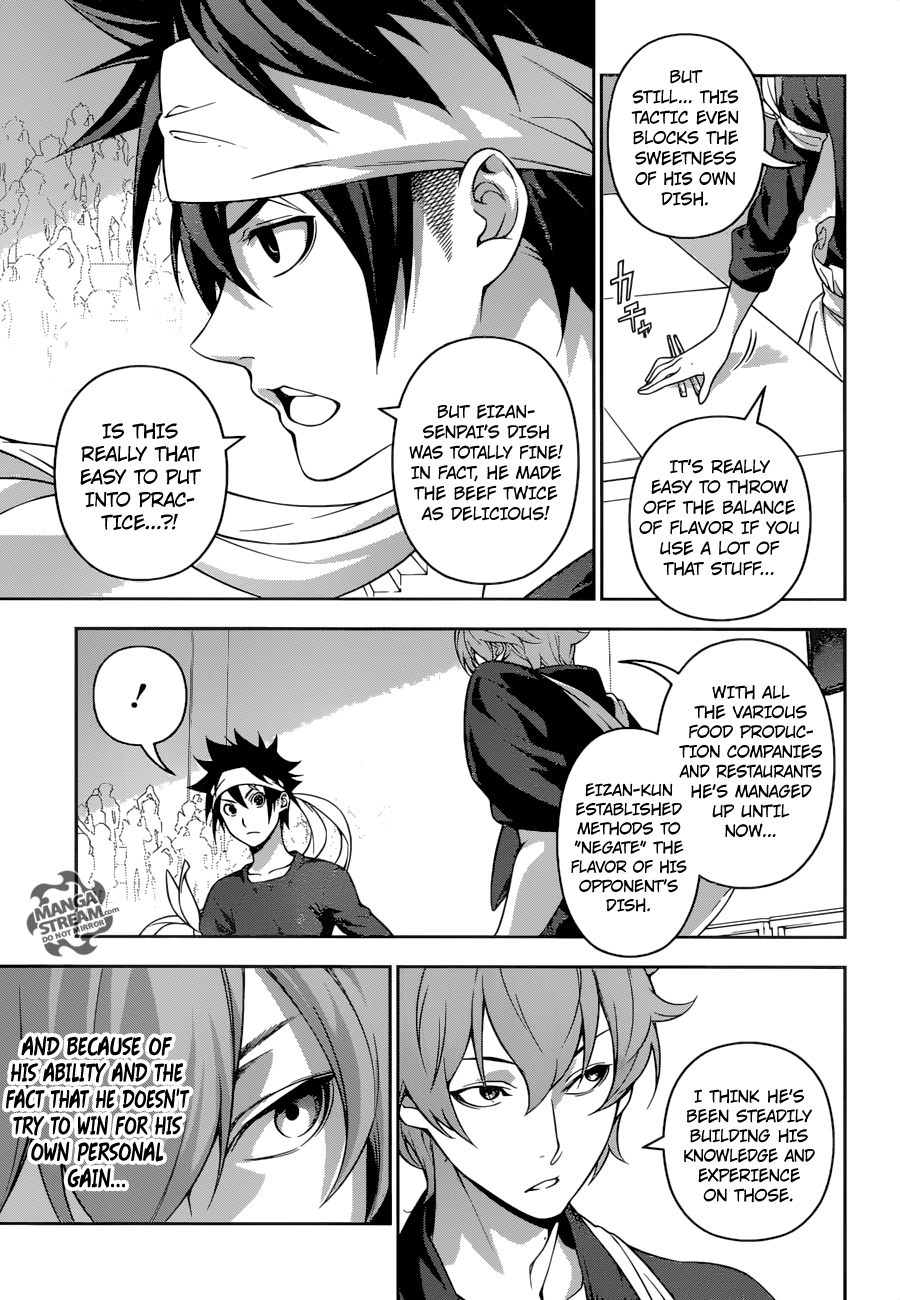 BUT
STILL... THIS
TACTIC EVEN
BLOCKS THE
SWEETNESS
OF HIS OWN
DISH.
カチャ
IT'S REALLY
EASY TO THROW
OFF THE BALANCE
OF FLAVOR IF YOU
USE A LOT OF
THAT STUFF...
BUT EIZAN-
SENPAI'S DISH
WAS TOTALLY FINE!
IN FACT, HE MADE
THE BEEF TWICE
AS DELICIOUS!
IS THIS
REALLY THAT
EASY TO PUT
INTO PRAC-
TICE...?!
WITH ALL
THE VARIOUS
FOOD PRODUC-
TION COMPANIES
AND RESTAURANTS
HE'S MANAGED
UP UNTIL
NOW...
EIZAN-KUN
ESTABLISHED
METHODS TO
"NEGATE" THE
FLAVOR OF HIS
OPPONENT'S
DISH.
!
MANGA
STREAM.com
DO NOT MIRROR
I THINK HE'S
BEEN STEADILY
BUILDING HIS
KNOWLEDGE AND
EXPERIENCE
ON THOSE.
AND BECAUSE OF
HIS ABILITY AND THE
FACT THAT HE DOESN'T
TRY TO WIN FOR HIS
OWN PERSONAL
GAIN...